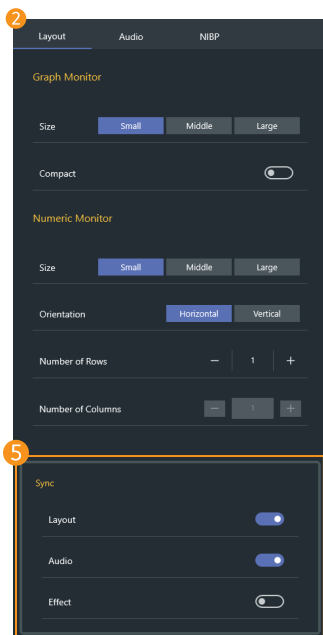 2
Layout Audio NIBP
Graph Monitor
Size Small Middle Large
Compact
Numeric Monitor
Size Small Middle Large
Orientation Horizontal Vertical
Number of Rows − 1 +
Number of Columns − 1 +
5
Sync
Layout
Audio
Effect